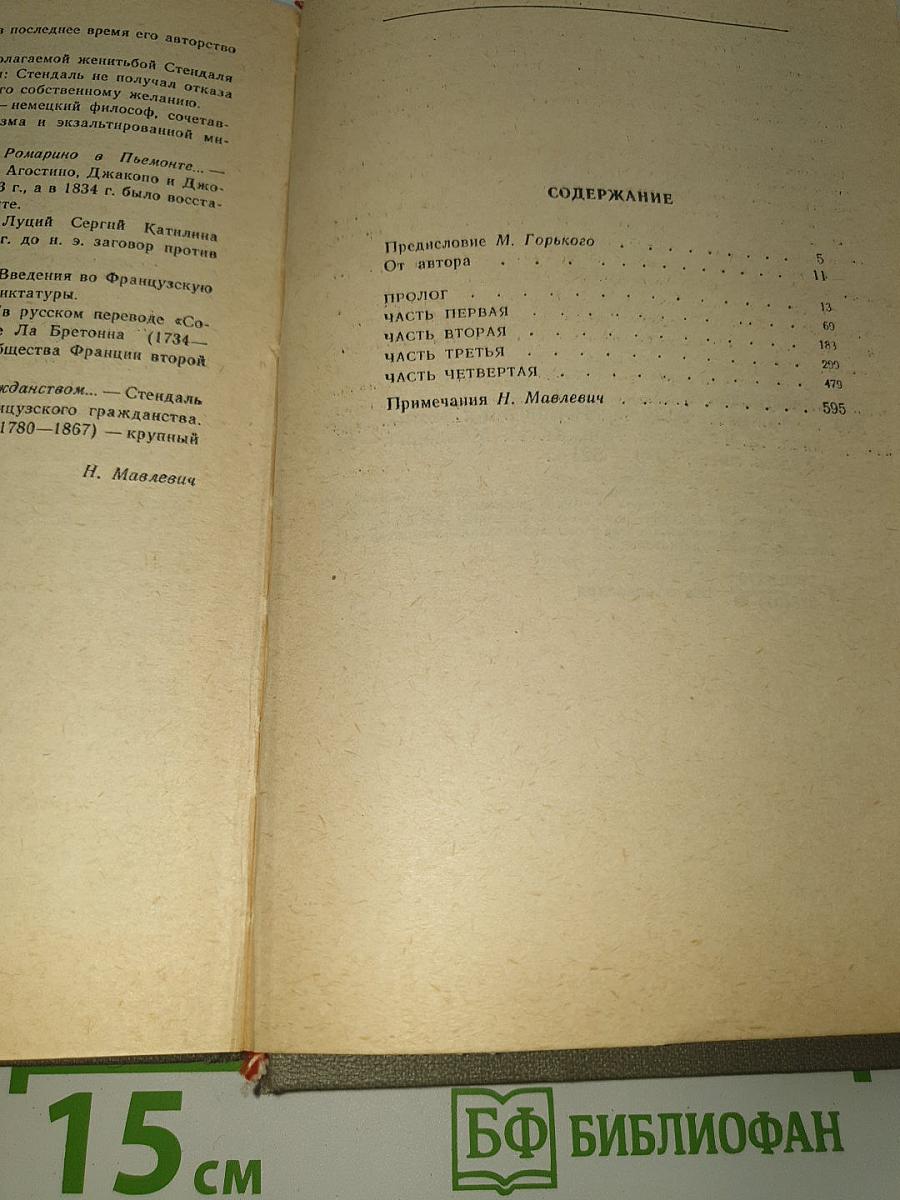 в последнее время его авторство
олагаемой женитьбой Стендаля
и: Стендаль не получал отказа
го собственному желанию.
— немецкий философ, сочетав-
зма и экзальтированной ми-
Ромарино в Пьемонте... —
Агостино, Джакопо и Джо-
3 г., а в 1834 г. было восста-
те.
Луций Сергий Катилина
г. до н. э. заговор против
Введения во Французскую
иктатуры.
(в русском переводе «Со-
е Ла Бретонна (1734—
бщества Франции второй
жданством... — Стендаль
нцузского гражданства.
1780—1867) — крупный
Н. Мавлевич
СОДЕРЖАНИЕ
Предисловие М. Горького . . . . . . . . 5
От автора . . . . . . . . . . . . 11
ПРОЛОГ . . . . . . . . . . . . . 13
ЧАСТЬ ПЕРВАЯ . . . . . . . . . . . 69
ЧАСТЬ ВТОРАЯ . . . . . . . . . . . 183
ЧАСТЬ ТРЕТЬЯ . . . . . . . . . . . 299
ЧАСТЬ ЧЕТВЕРТАЯ . . . . . . . . . . 479
Примечания Н. Мавлевич . . . . . . . . 595
15 см
БФ БИБЛИОФАН